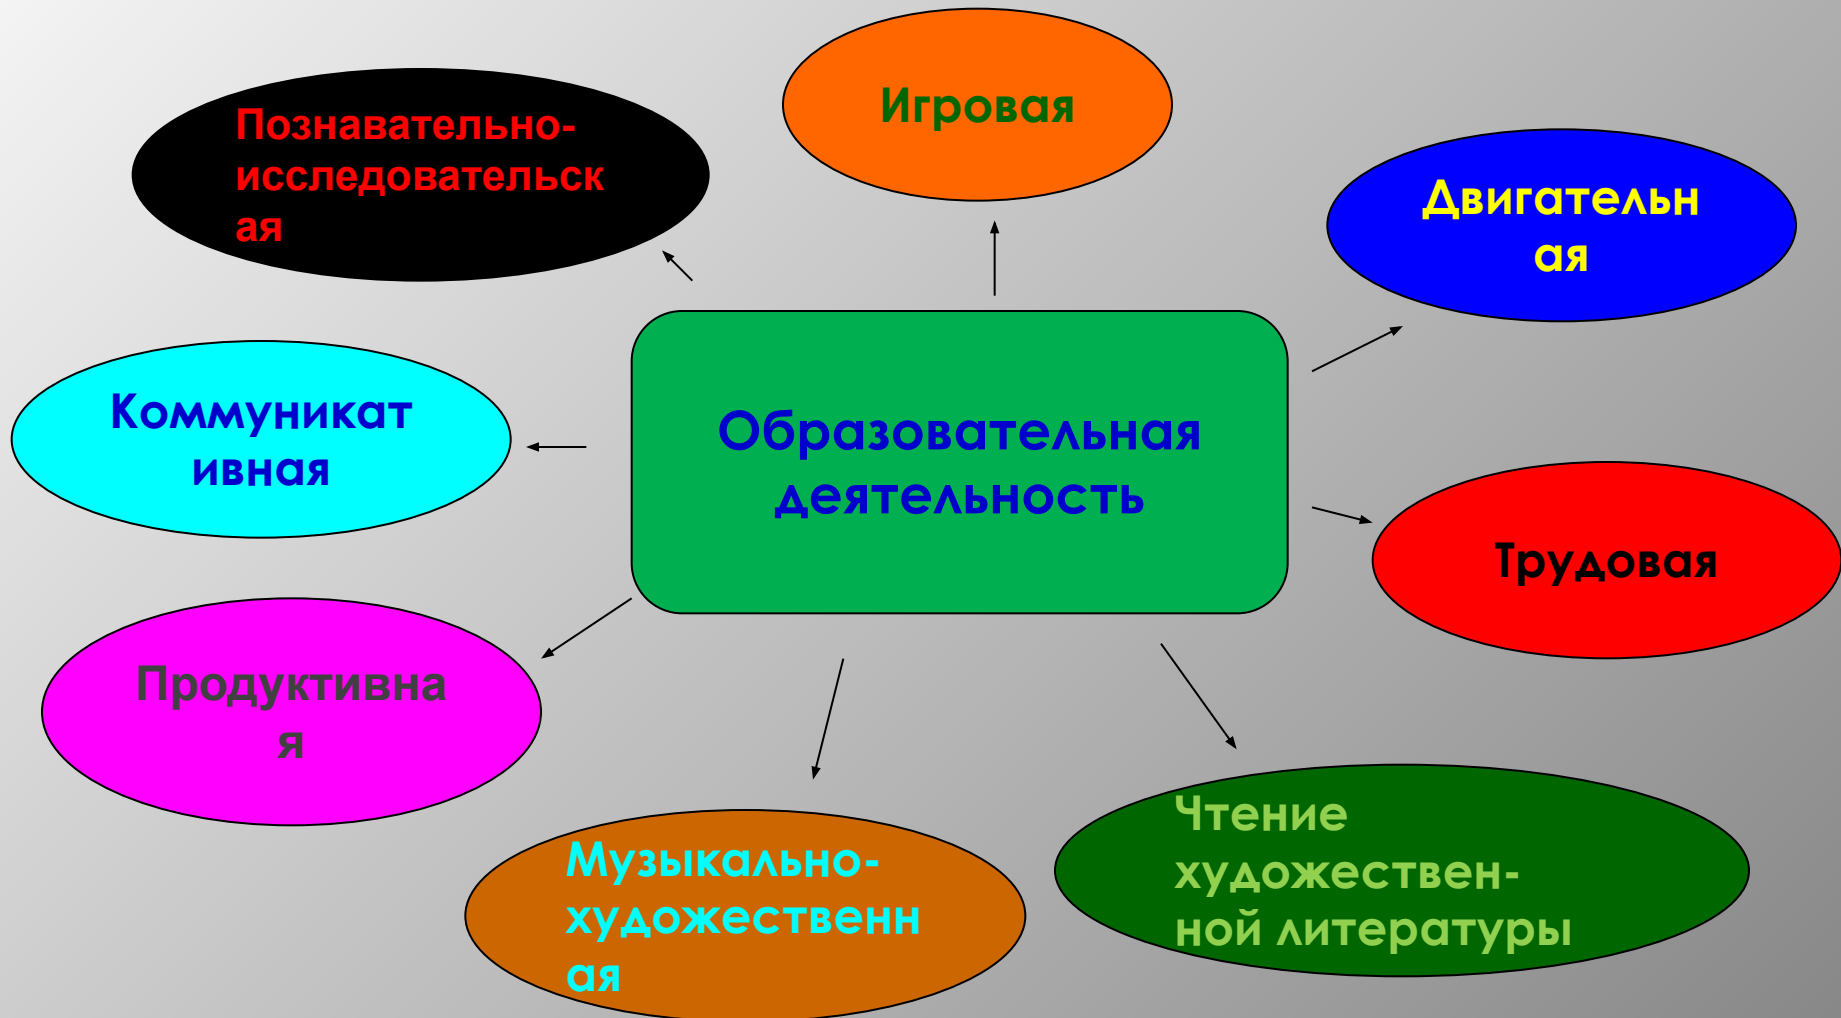 Игровая
Познавательно-
исследовательск
ая
Двигательн
ая
Коммуникат
ивная
Образовательная
деятельность
Трудовая
Продуктивна
я
Чтение
художествен-
ной литературы
Музыкально-
художественн
ая